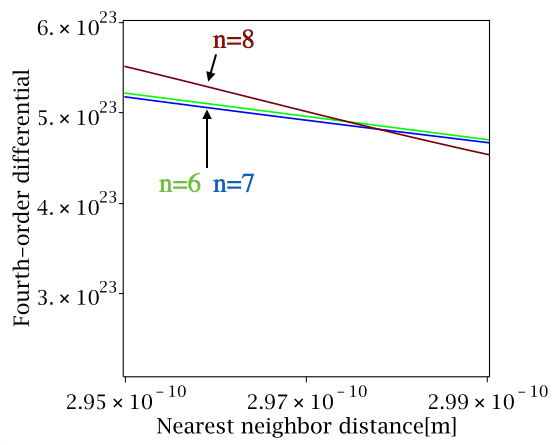 6. × 10^23
n=8
5. × 10^23
n=6 n=7
4. × 10^23
3. × 10^23
Fourth-order differential
2.95 × 10^-10 2.97 × 10^-10 2.99 × 10^-10
Nearest neighbor distance[m]